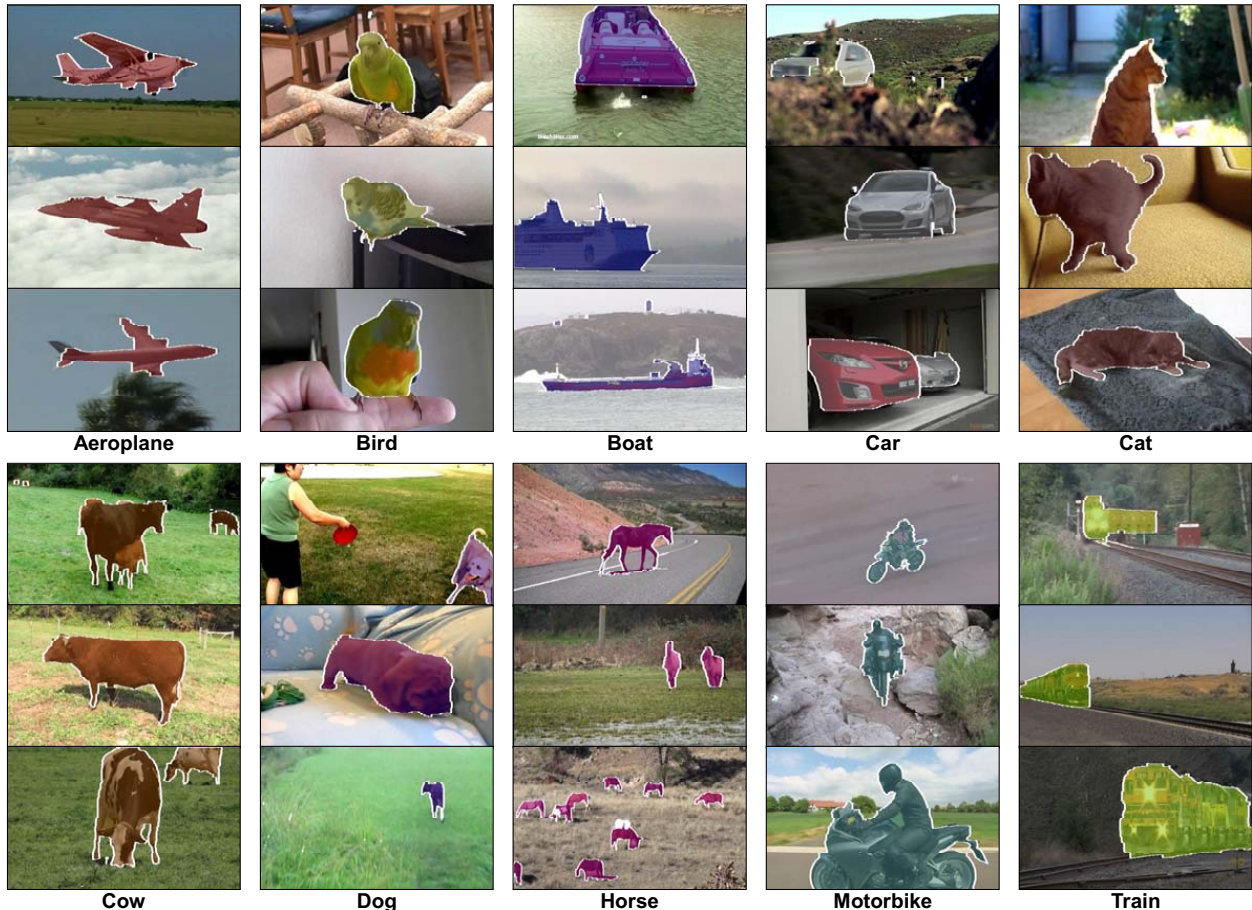 Aeroplane
Bird
Boat
Car
Cat
Cow
Dog
Horse
Motorbike
Train